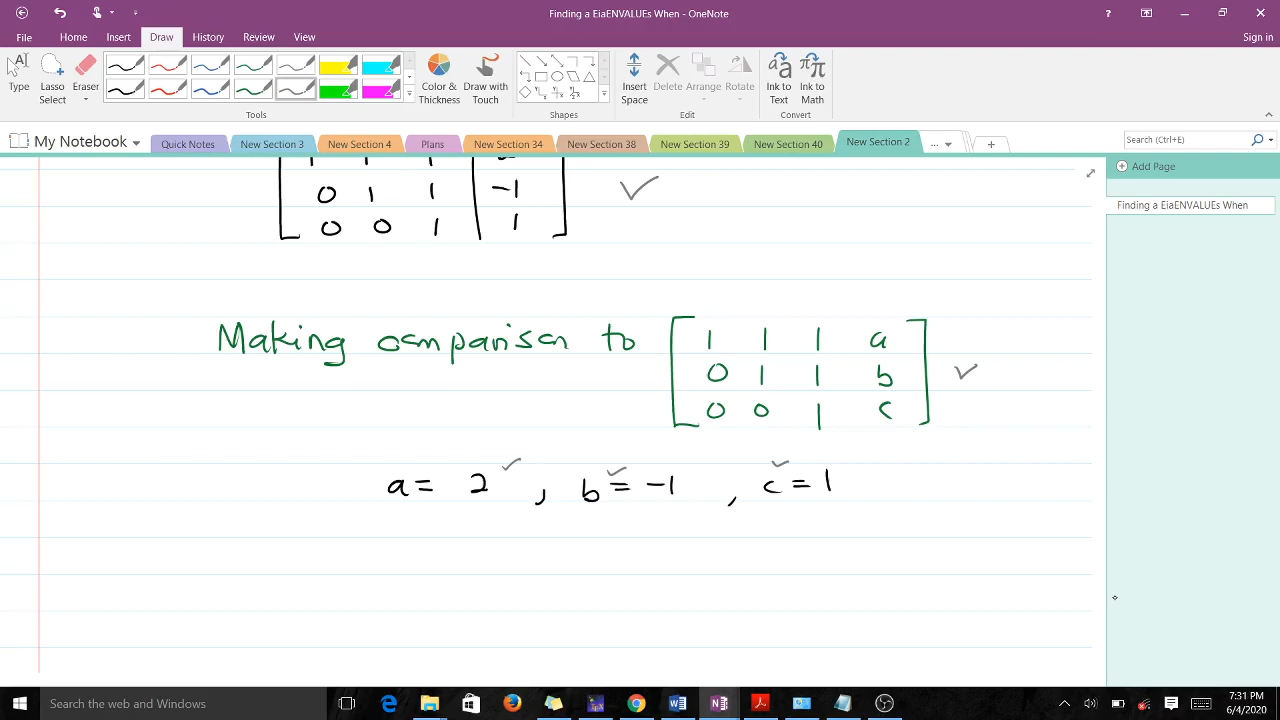 Finding a EiaENVALUEs When - OneNote
File Home Insert Draw History Review View Sign in
Type Lasso Select Eraser Color & Thickness Draw with Touch Insert Space Delete Arrange Rotate Ink to Text Ink to Math
Tools Shapes Edit Convert
My Notebook Quick Notes New Section 3 New Section 4 Plans New Section 34 New Section 38 New Section 39 New Section 40 New Section 2 ... Search (Ctrl+E)
Add Page
Finding a EiaENVALUEs When
0 1 1 -1
0 0 1 1
1 1 1 a
Making comparison to
0 1 1 b
0 0 1 c
a = 2 , b = -1 , c = 1
Search the web and Windows
7:31 PM
6/4/2020